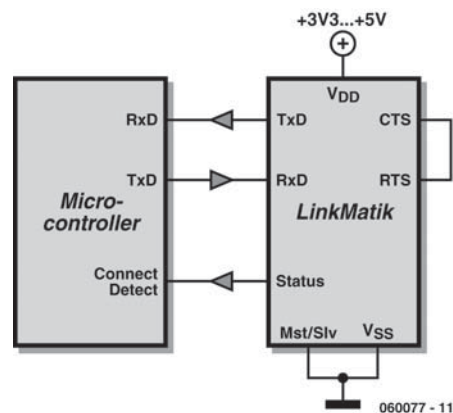 +3V3...+5V
VDD
RxD
TxD
CTS
TxD
RxD
RTS
Micro-
controller
LinkMatik
Connect
Detect
Status
Mst/Slv
VSS
060077 - 11